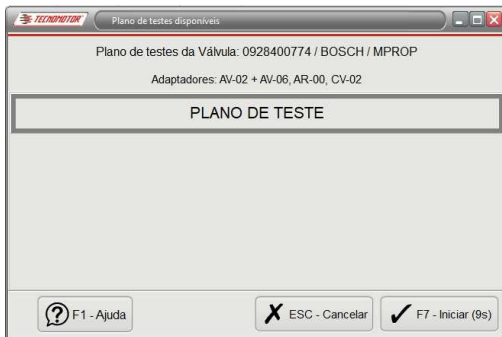 TECNOMOTOR Plano de testes disponíveis
Plano de testes da Válvula: 0928400774 / BOSCH / MPROP
Adaptadores: AV-02 + AV-06, AR-00, CV-02
PLANO DE TESTE
F1 - Ajuda ESC - Cancelar F7 - Iniciar (9s)